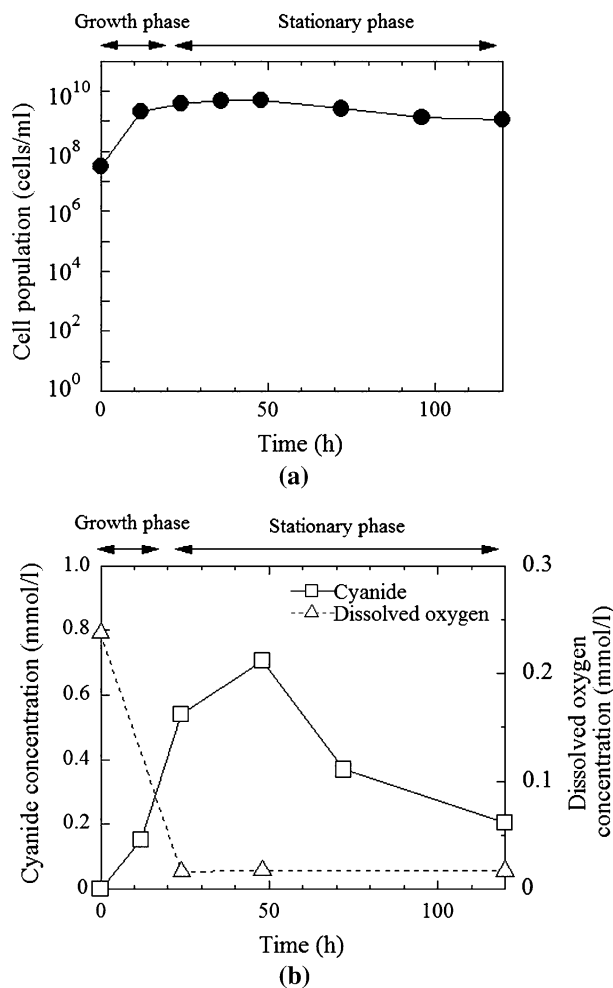 Growth phase
Stationary phase
Cell population (cells/ml)
10^10
10^8
10^6
10^4
10^2
10^0
0
50
100
Time (h)
(a)
Growth phase
Stationary phase
Cyanide concentration (mmol/l)
1.0
0.8
0.6
0.4
0.2
0
Cyanide
Dissolved oxygen
0.3
0.2
0.1
0
Dissolved oxygen
concentration (mmol/l)
0
50
100
Time (h)
(b)